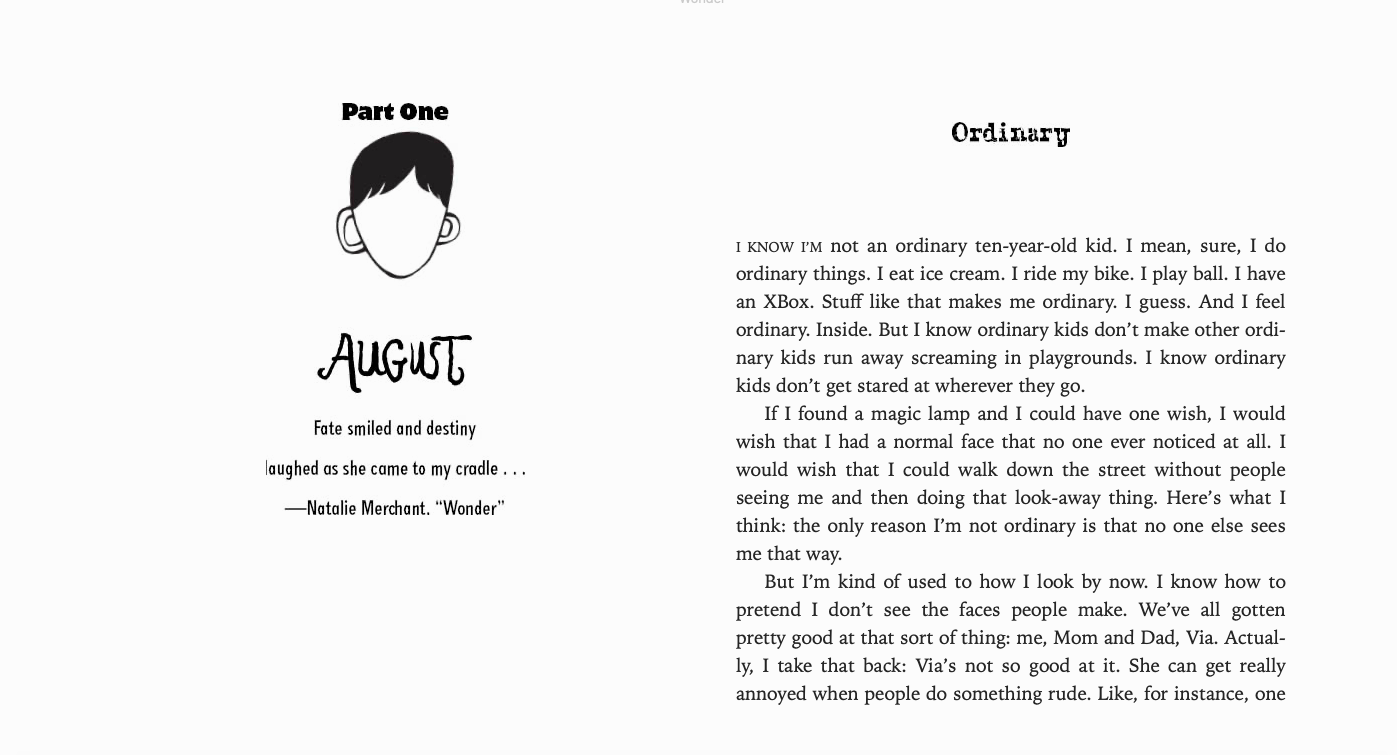 Wonder
Part One
AUGUST
Fate smiled and destiny
laughed as she came to my cradle . . .
—Natalie Merchant. “Wonder”
Ordinary
I KNOW I’M not an ordinary ten-year-old kid. I mean, sure, I do
ordinary things. I eat ice cream. I ride my bike. I play ball. I have
an XBox. Stuff like that makes me ordinary. I guess. And I feel
ordinary. Inside. But I know ordinary kids don’t make other ordi-
nary kids run away screaming in playgrounds. I know ordinary
kids don’t get stared at wherever they go.
If I found a magic lamp and I could have one wish, I would
wish that I had a normal face that no one ever noticed at all. I
would wish that I could walk down the street without people
seeing me and then doing that look-away thing. Here’s what I
think: the only reason I’m not ordinary is that no one else sees
me that way.
But I’m kind of used to how I look by now. I know how to
pretend I don’t see the faces people make. We’ve all gotten
pretty good at that sort of thing: me, Mom and Dad, Via. Actual-
ly, I take that back: Via’s not so good at it. She can get really
annoyed when people do something rude. Like, for instance, one